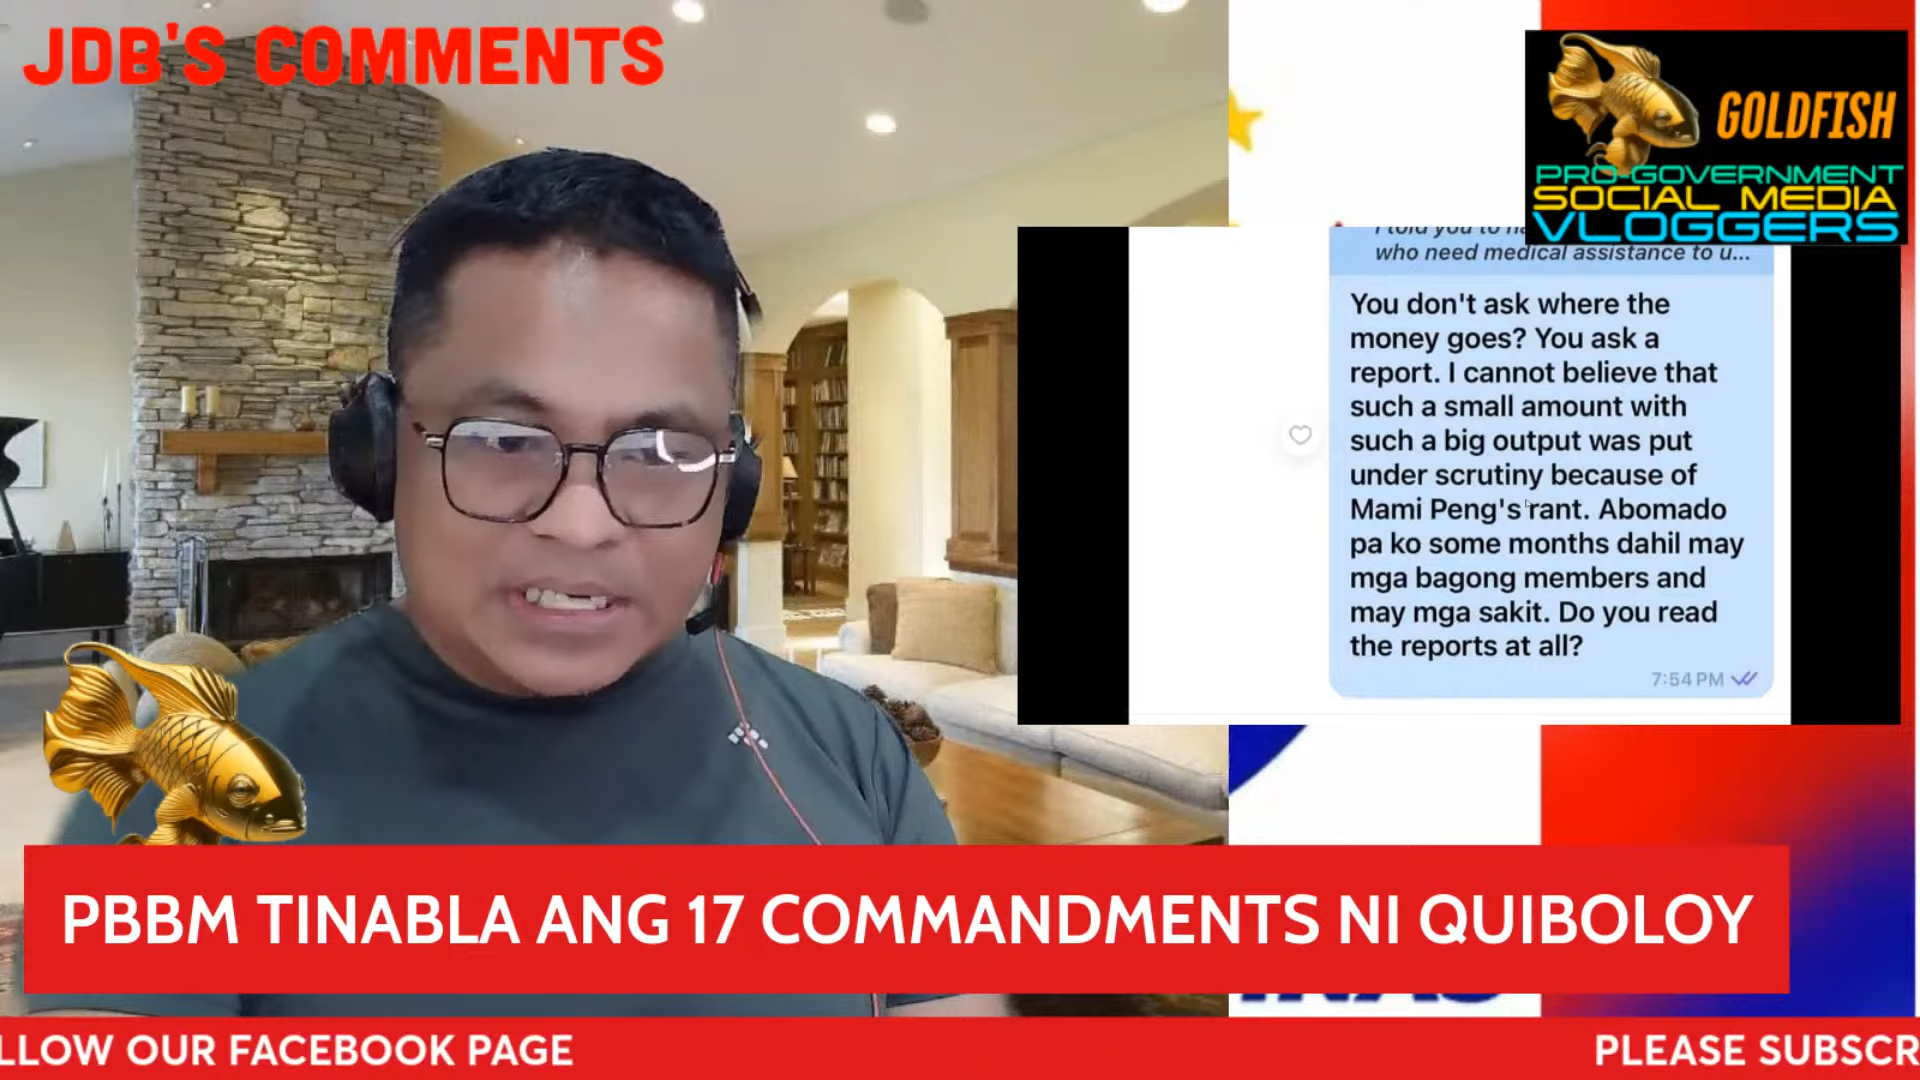 JDB'S COMMENTS
GOLDFISH
PRO-GOVERNMENT
SOCIAL MEDIA
VLOGGERS
I told you to
who need medical assistance to u...
You don't ask where the
money goes? You ask a
report. I cannot believe that
such a small amount with
such a big output was put
under scrutiny because of
Mami Peng's rant. Abomado
pa ko some months dahil may
mga bagong members and
may mga sakit. Do you read
the reports at all?
7:54 PM
PBBM TINABLA ANG 17 COMMANDMENTS NI QUIBOLOY
LLOW OUR FACEBOOK PAGE
PLEASE SUBSCR